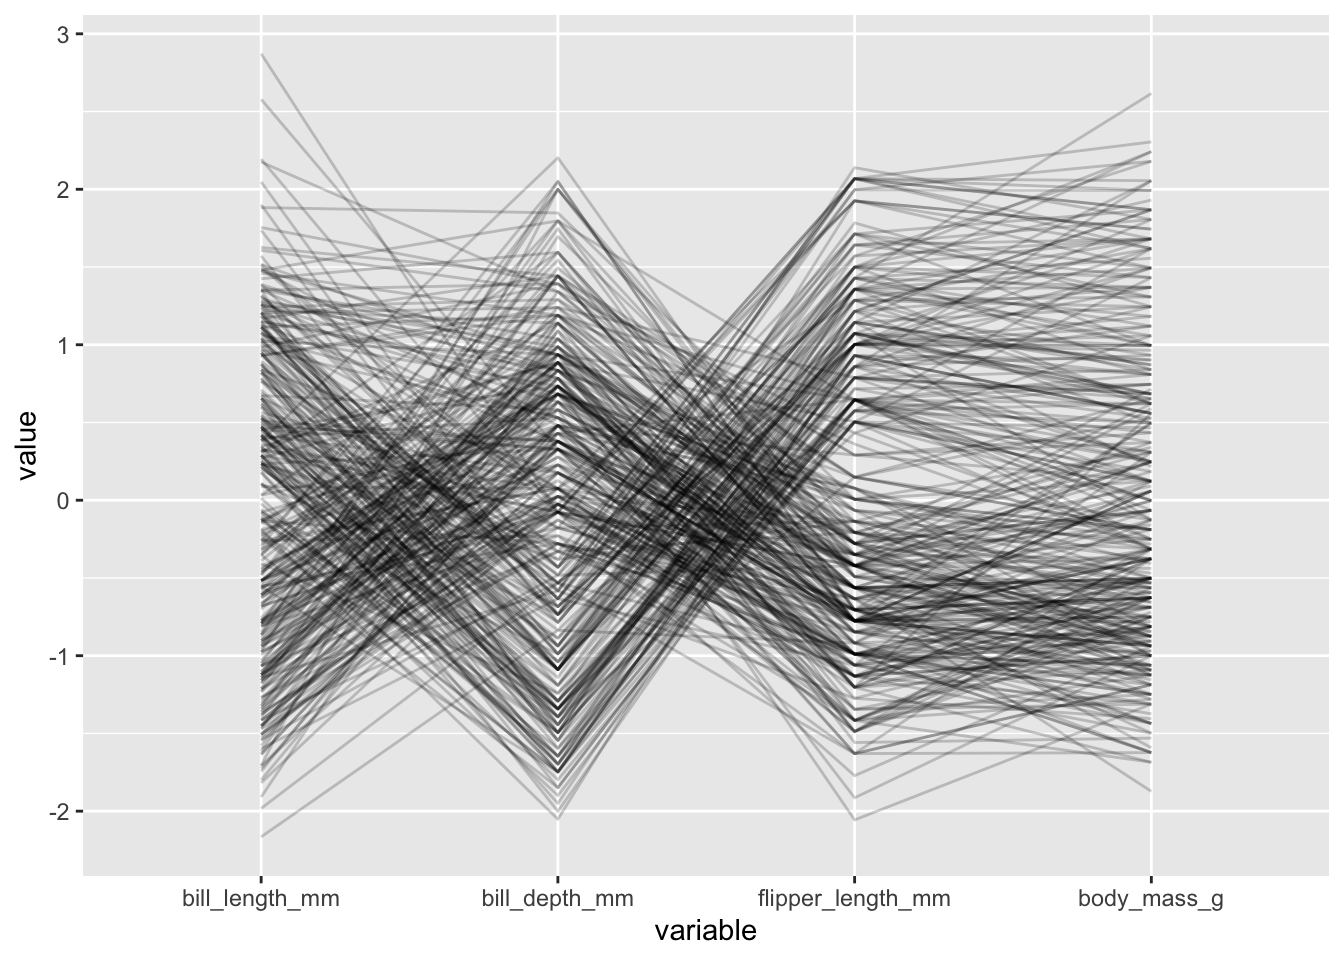 3
2
1
0
-1
-2
value
bill_length_mm bill_depth_mm flipper_length_mm body_mass_g
variable